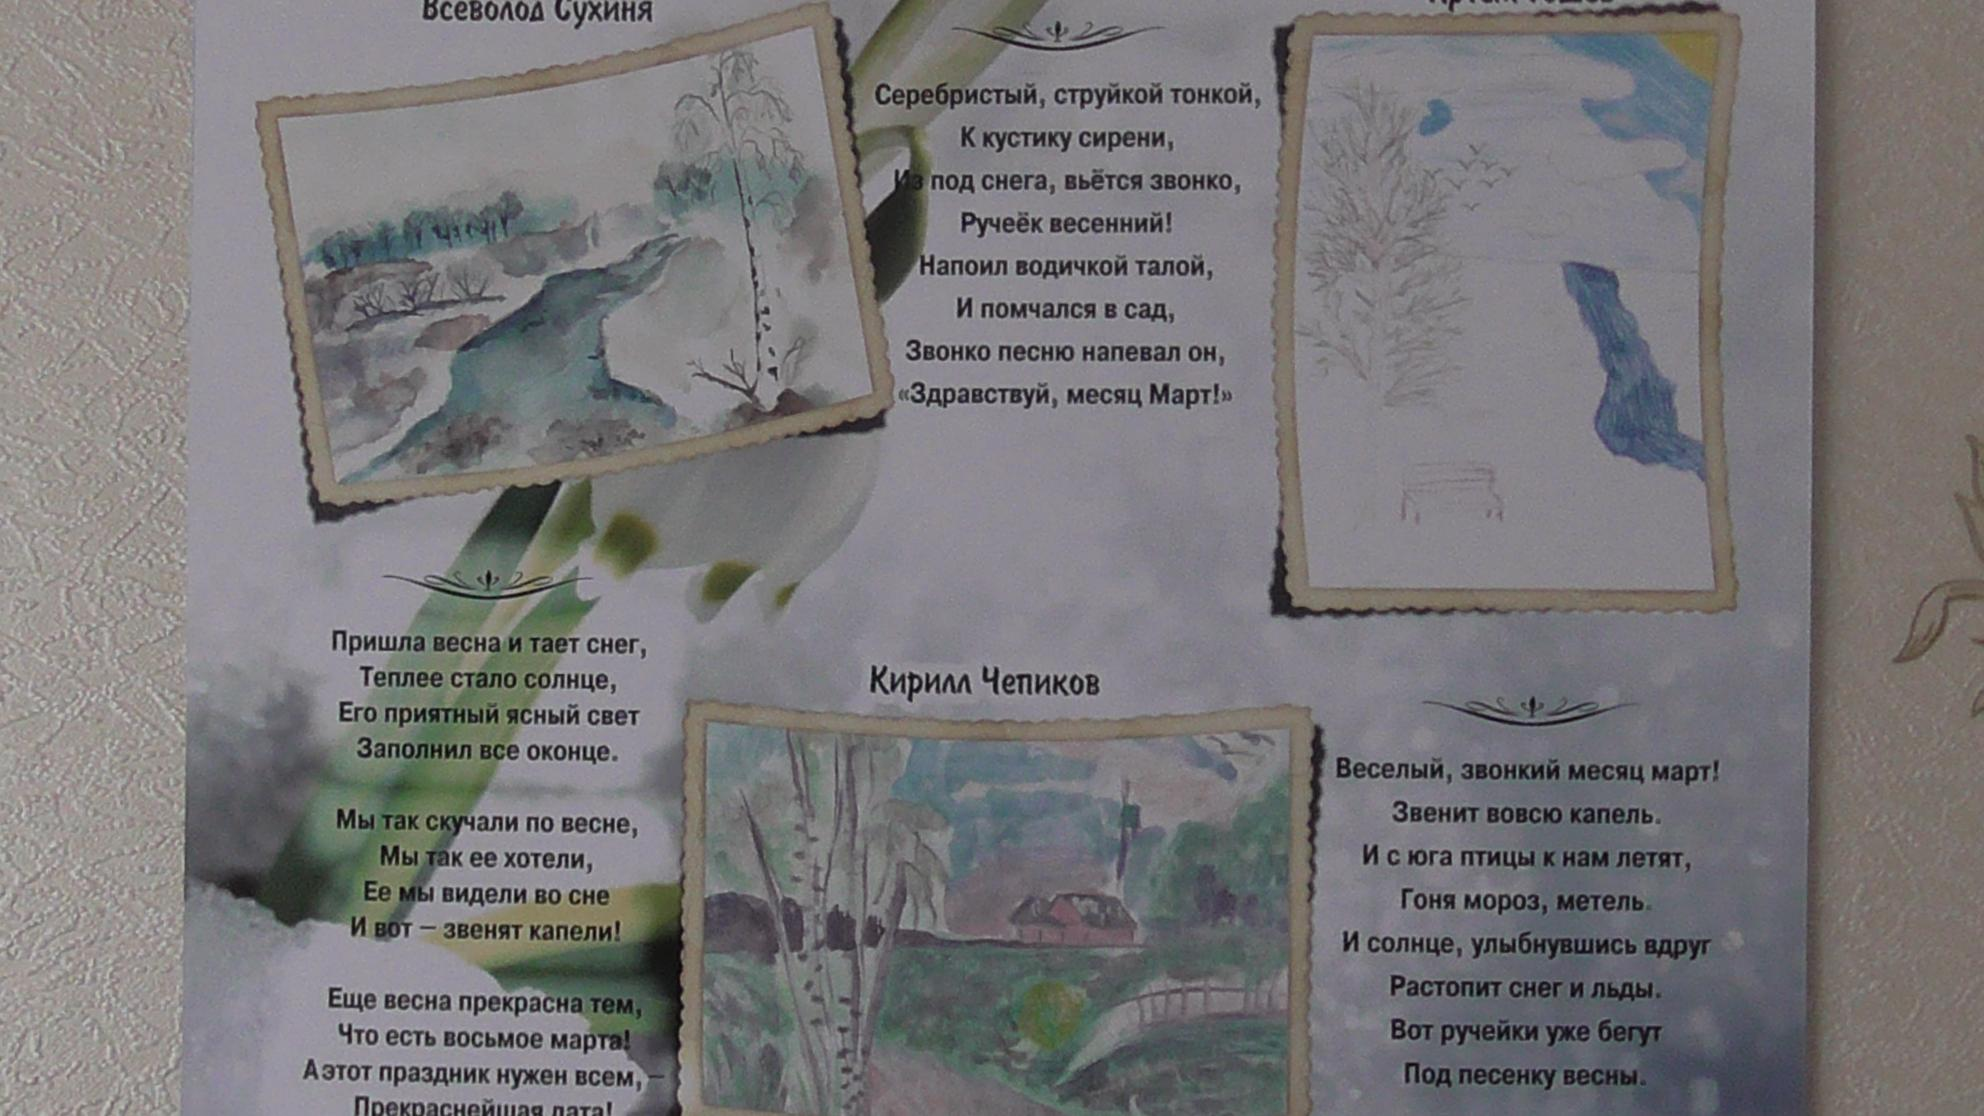 Всеволод Сухиня
Серебристый, струйкой тонкой,
К кустику сирени,
Из под снега, вьётся звонко,
Ручеёк весенний!
Напоил водичкой талой,
И помчался в сад,
Звонко песню напевал он,
«Здравствуй, месяц Март!»
Пришла весна и тает снег,
Теплее стало солнце,
Его приятный ясный свет
Заполнил все оконце.
Мы так скучали по весне,
Мы так ее хотели,
Ее мы видели во сне
И вот – звенят капели!
Еще весна прекрасна тем,
Что есть восьмое марта!
Аэтот праздник нужен всем, –
Прекраснейшая дата!
Кирилл Чепиков
Веселый, звонкий месяц март!
Звенит вовсю капель.
И с юга птицы к нам летят,
Гоня мороз, метель.
И солнце, улыбнувшись вдруг
Растопит снег и льды.
Вот ручейки уже бегут
Под песенку весны.